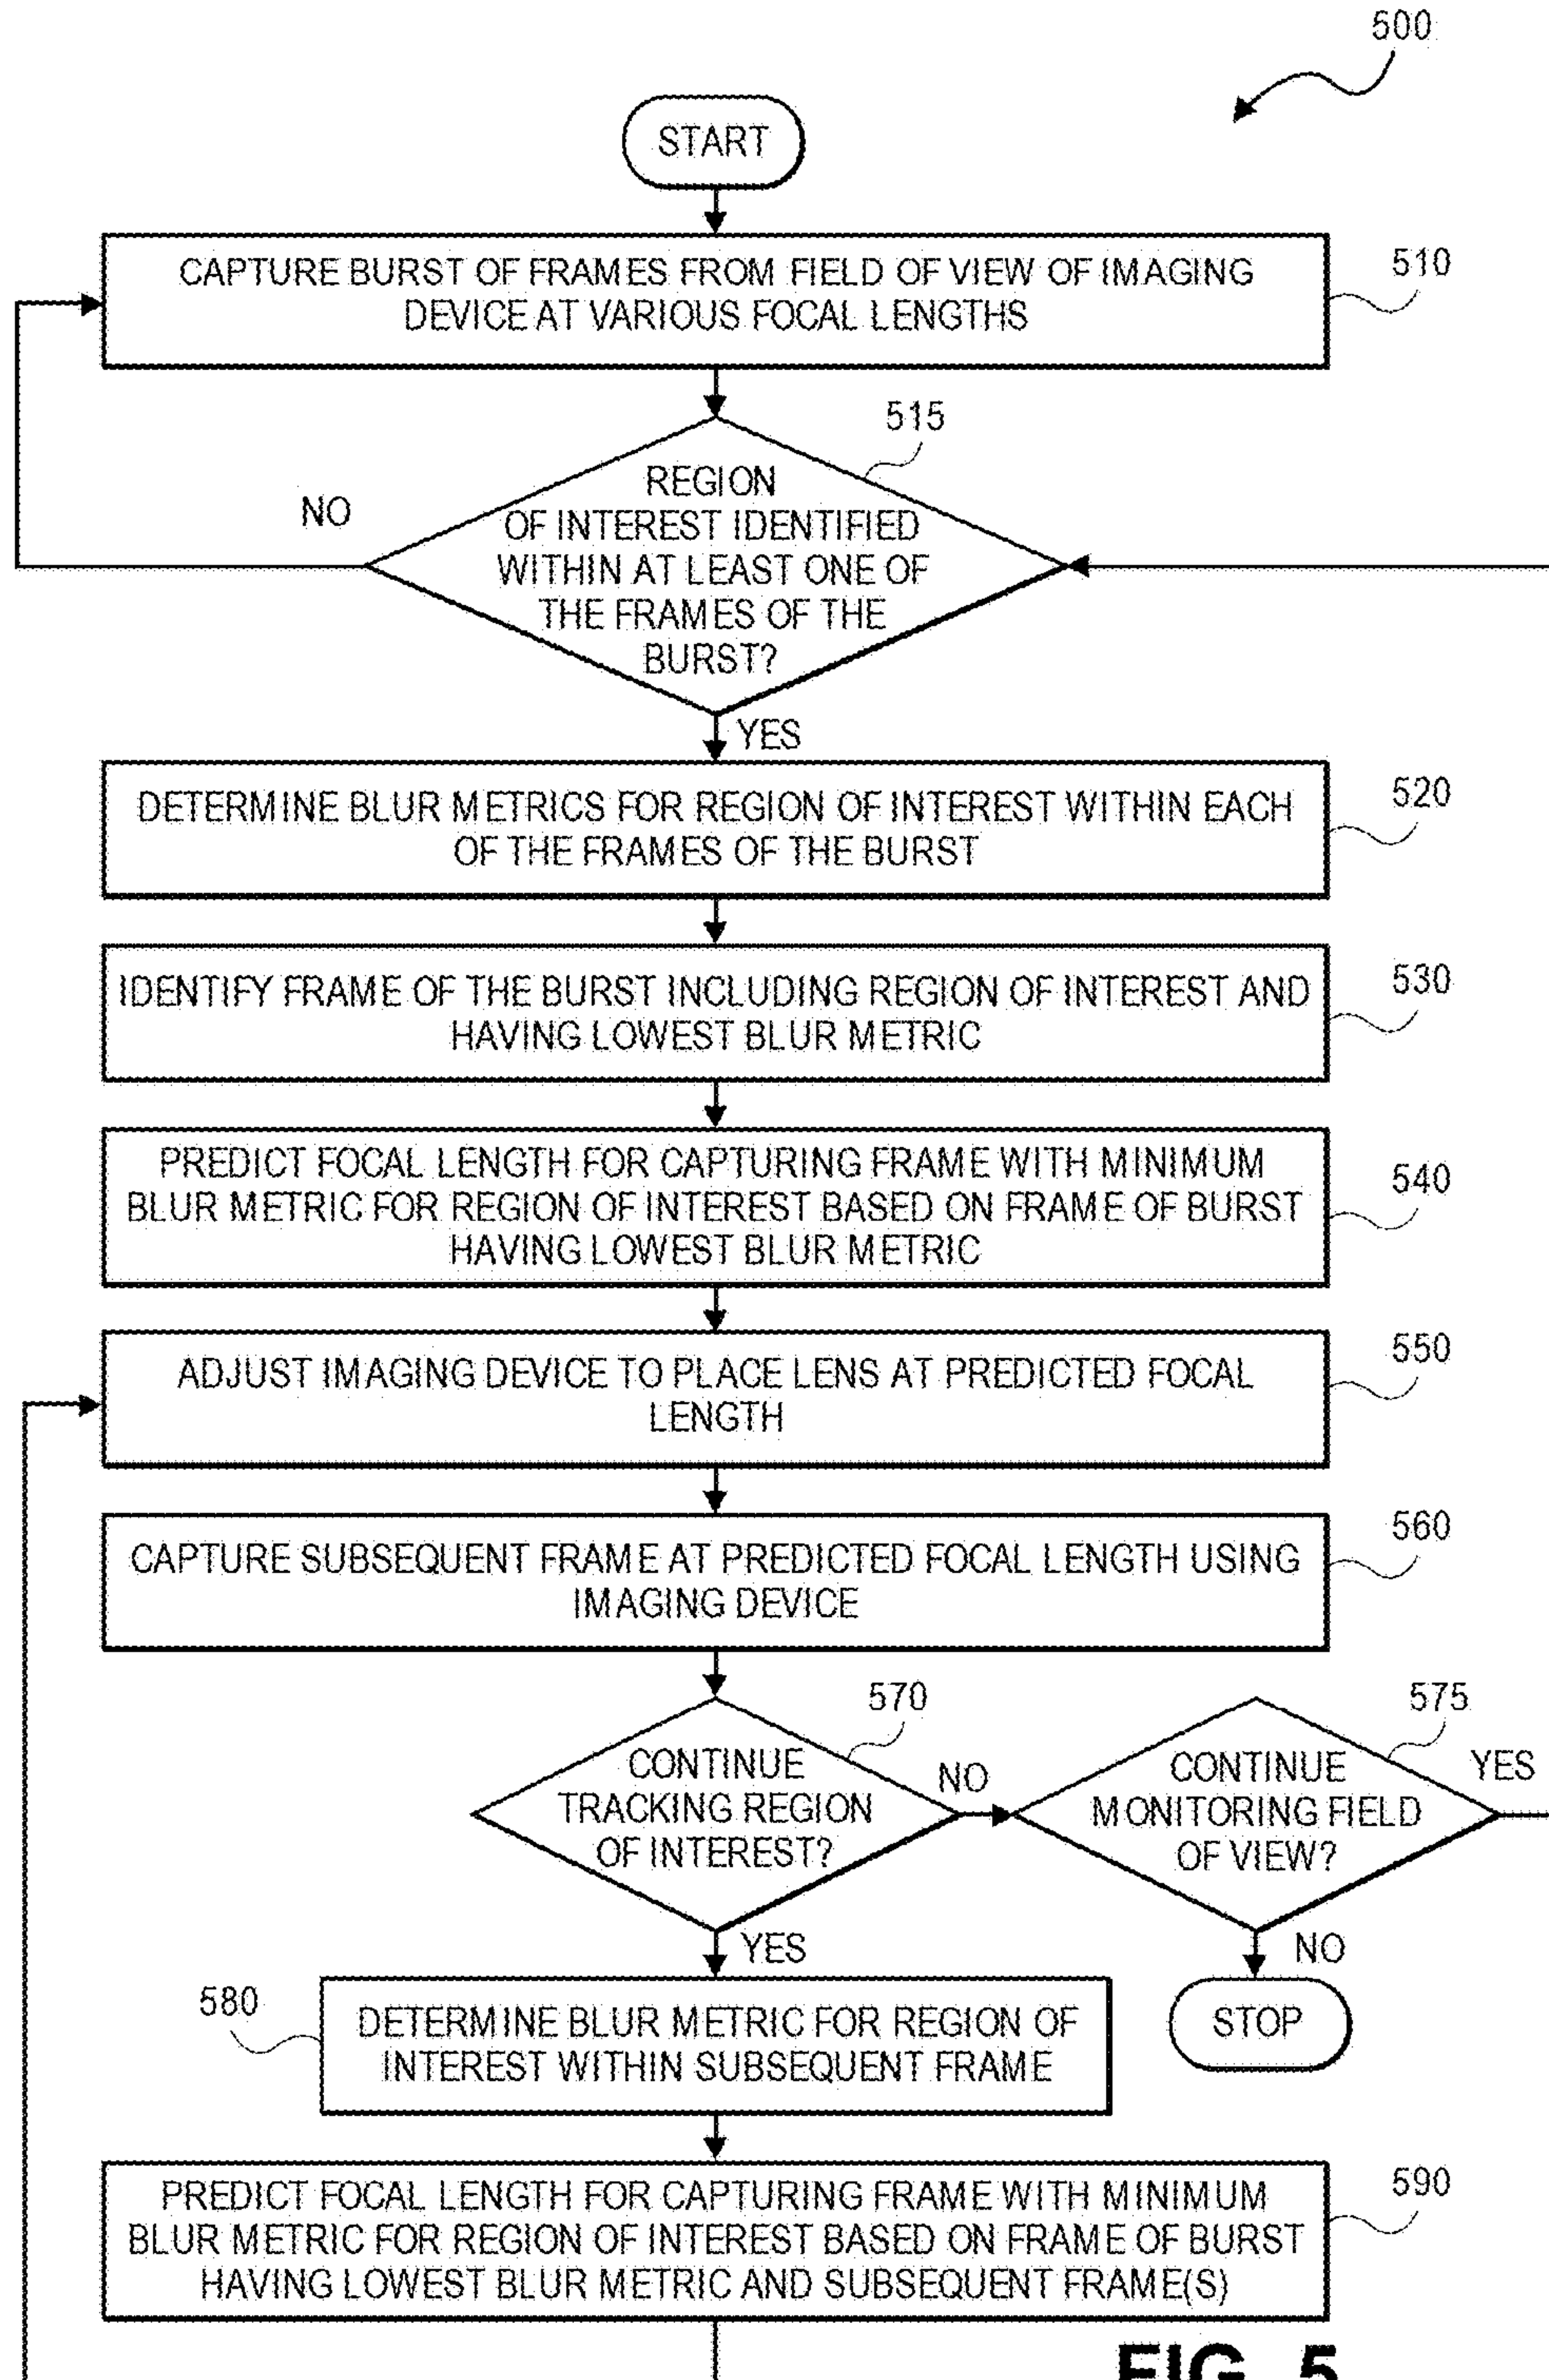 500
START
CAPTURE BURST OF FRAMES FROM FIELD OF VIEW OF IMAGING
DEVICE AT VARIOUS FOCAL LENGTHS
510
515
REGION
OF INTEREST IDENTIFIED
WITHIN AT LEAST ONE OF
THE FRAMES OF THE
BURST?
NO
YES
DETERMINE BLUR METRICS FOR REGION OF INTEREST WITHIN EACH
OF THE FRAMES OF THE BURST
520
IDENTIFY FRAME OF THE BURST INCLUDING REGION OF INTEREST AND
HAVING LOWEST BLUR METRIC
530
PREDICT FOCAL LENGTH FOR CAPTURING FRAME WITH MINIMUM
BLUR METRIC FOR REGION OF INTEREST BASED ON FRAME OF BURST
HAVING LOWEST BLUR METRIC
540
ADJUST IMAGING DEVICE TO PLACE LENS AT PREDICTED FOCAL
LENGTH
550
CAPTURE SUBSEQUENT FRAME AT PREDICTED FOCAL LENGTH USING
IMAGING DEVICE
560
570
CONTINUE
TRACKING REGION
OF INTEREST?
NO
575
CONTINUE
MONITORING FIELD
OF VIEW?
YES
YES
NO
STOP
580
DETERMINE BLUR METRIC FOR REGION OF
INTEREST WITHIN SUBSEQUENT FRAME
PREDICT FOCAL LENGTH FOR CAPTURING FRAME WITH MINIMUM
BLUR METRIC FOR REGION OF INTEREST BASED ON FRAME OF BURST
HAVING LOWEST BLUR METRIC AND SUBSEQUENT FRAME(S)
590
FIG. 5